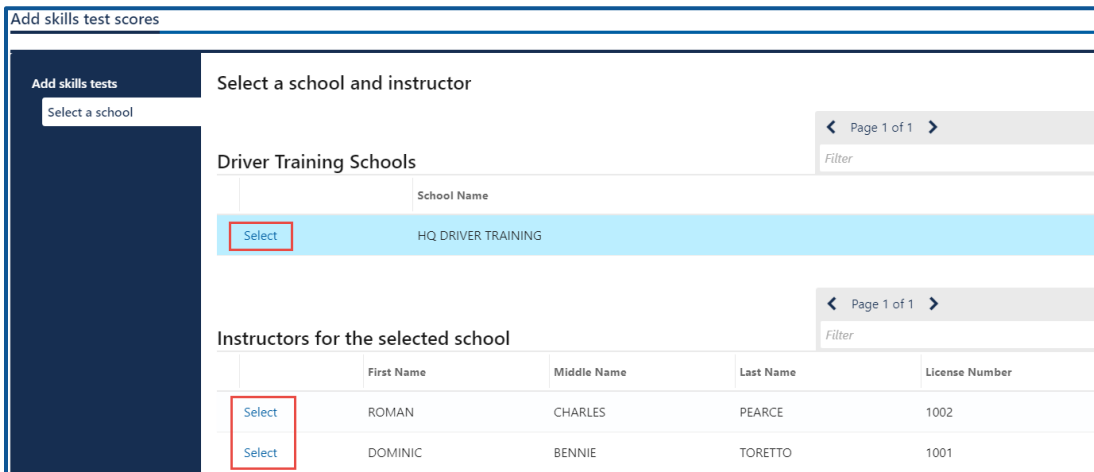 Add skills test scores
Add skills tests
Select a school
Select a school and instructor
Page 1 of 1
Filter
Driver Training Schools
School Name
Select HQ DRIVER TRAINING
Page 1 of 1
Filter
Instructors for the selected school
First Name Middle Name Last Name License Number
Select ROMAN CHARLES PEARCE 1002
Select DOMINIC BENNIE TORETTO 1001